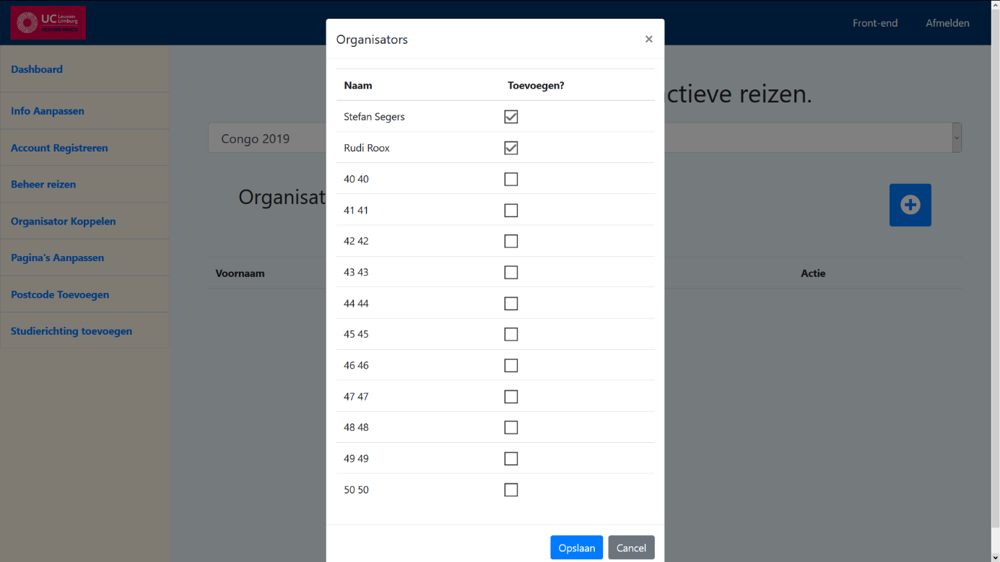 UC Leuven
Limburg
Front-end
Afmelden
Dashboard
Info Aanpassen
Account Registreren
Beheer reizen
Organisator Koppelen
Pagina's Aanpassen
Postcode Toevoegen
Studierichting toevoegen
ctieve reizen.
Congo 2019
Organisat
Voornaam
Actie
Organisators
×
Naam
Toevoegen?
Stefan Segers
Rudi Roox
40 40
41 41
42 42
43 43
44 44
45 45
46 46
47 47
48 48
49 49
50 50
Opslaan
Cancel